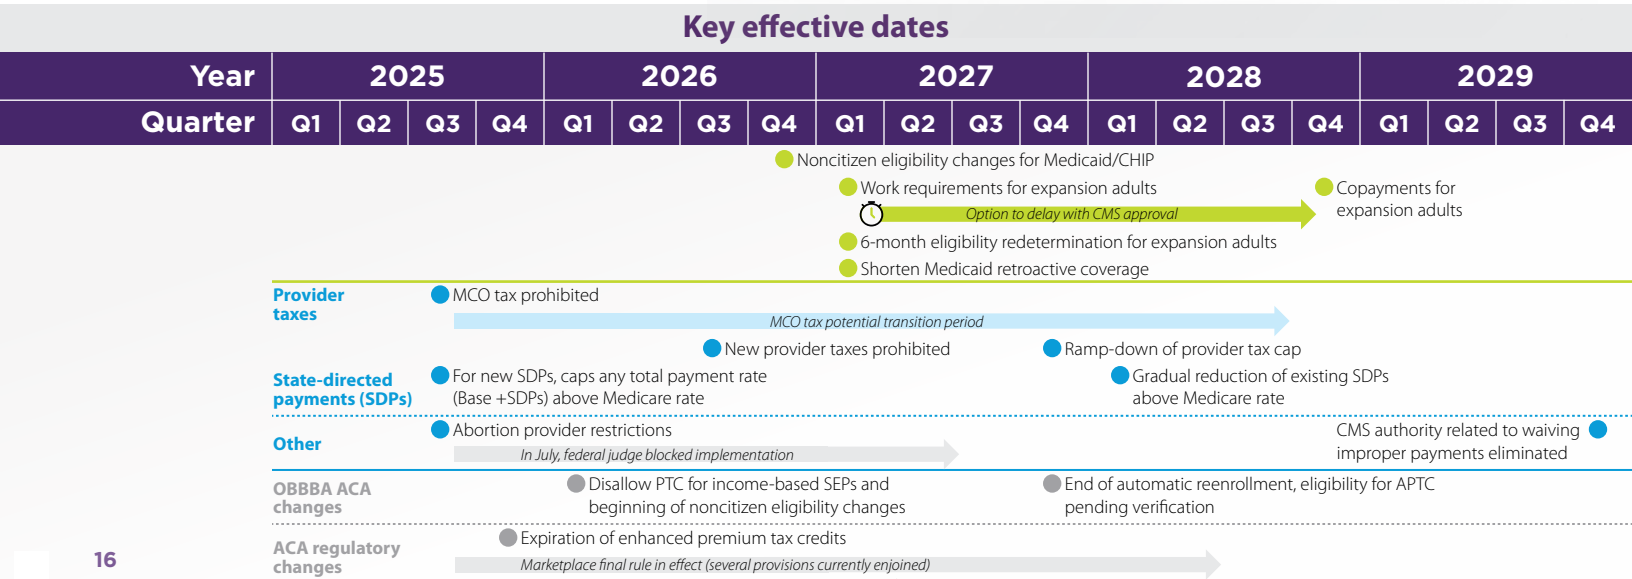 Key effective dates
Year 2025 2026 2027 2028 2029
Quarter Q1 Q2 Q3 Q4 Q1 Q2 Q3 Q4 Q1 Q2 Q3 Q4 Q1 Q2 Q3 Q4 Q1 Q2 Q3 Q4
Noncitizen eligibility changes for Medicaid/CHIP
Work requirements for expansion adults
Option to delay with CMS approval
Copayments for
expansion adults
6-month eligibility redetermination for expansion adults
Shorten Medicaid retroactive coverage
Provider
taxes
MCO tax prohibited
MCO tax potential transition period
New provider taxes prohibited
Ramp-down of provider tax cap
State-directed
payments (SDPs)
For new SDPs, caps any total payment rate
(Base +SDPs) above Medicare rate
Gradual reduction of existing SDPs
above Medicare rate
Other
Abortion provider restrictions
In July, federal judge blocked implementation
CMS authority related to waiving
improper payments eliminated
OBBBA ACA
changes
Disallow PTC for income-based SEPs and
beginning of noncitizen eligibility changes
End of automatic reenrollment, eligibility for APTC
pending verification
ACA regulatory
changes
Expiration of enhanced premium tax credits
Marketplace final rule in effect (several provisions currently enjoined)
16